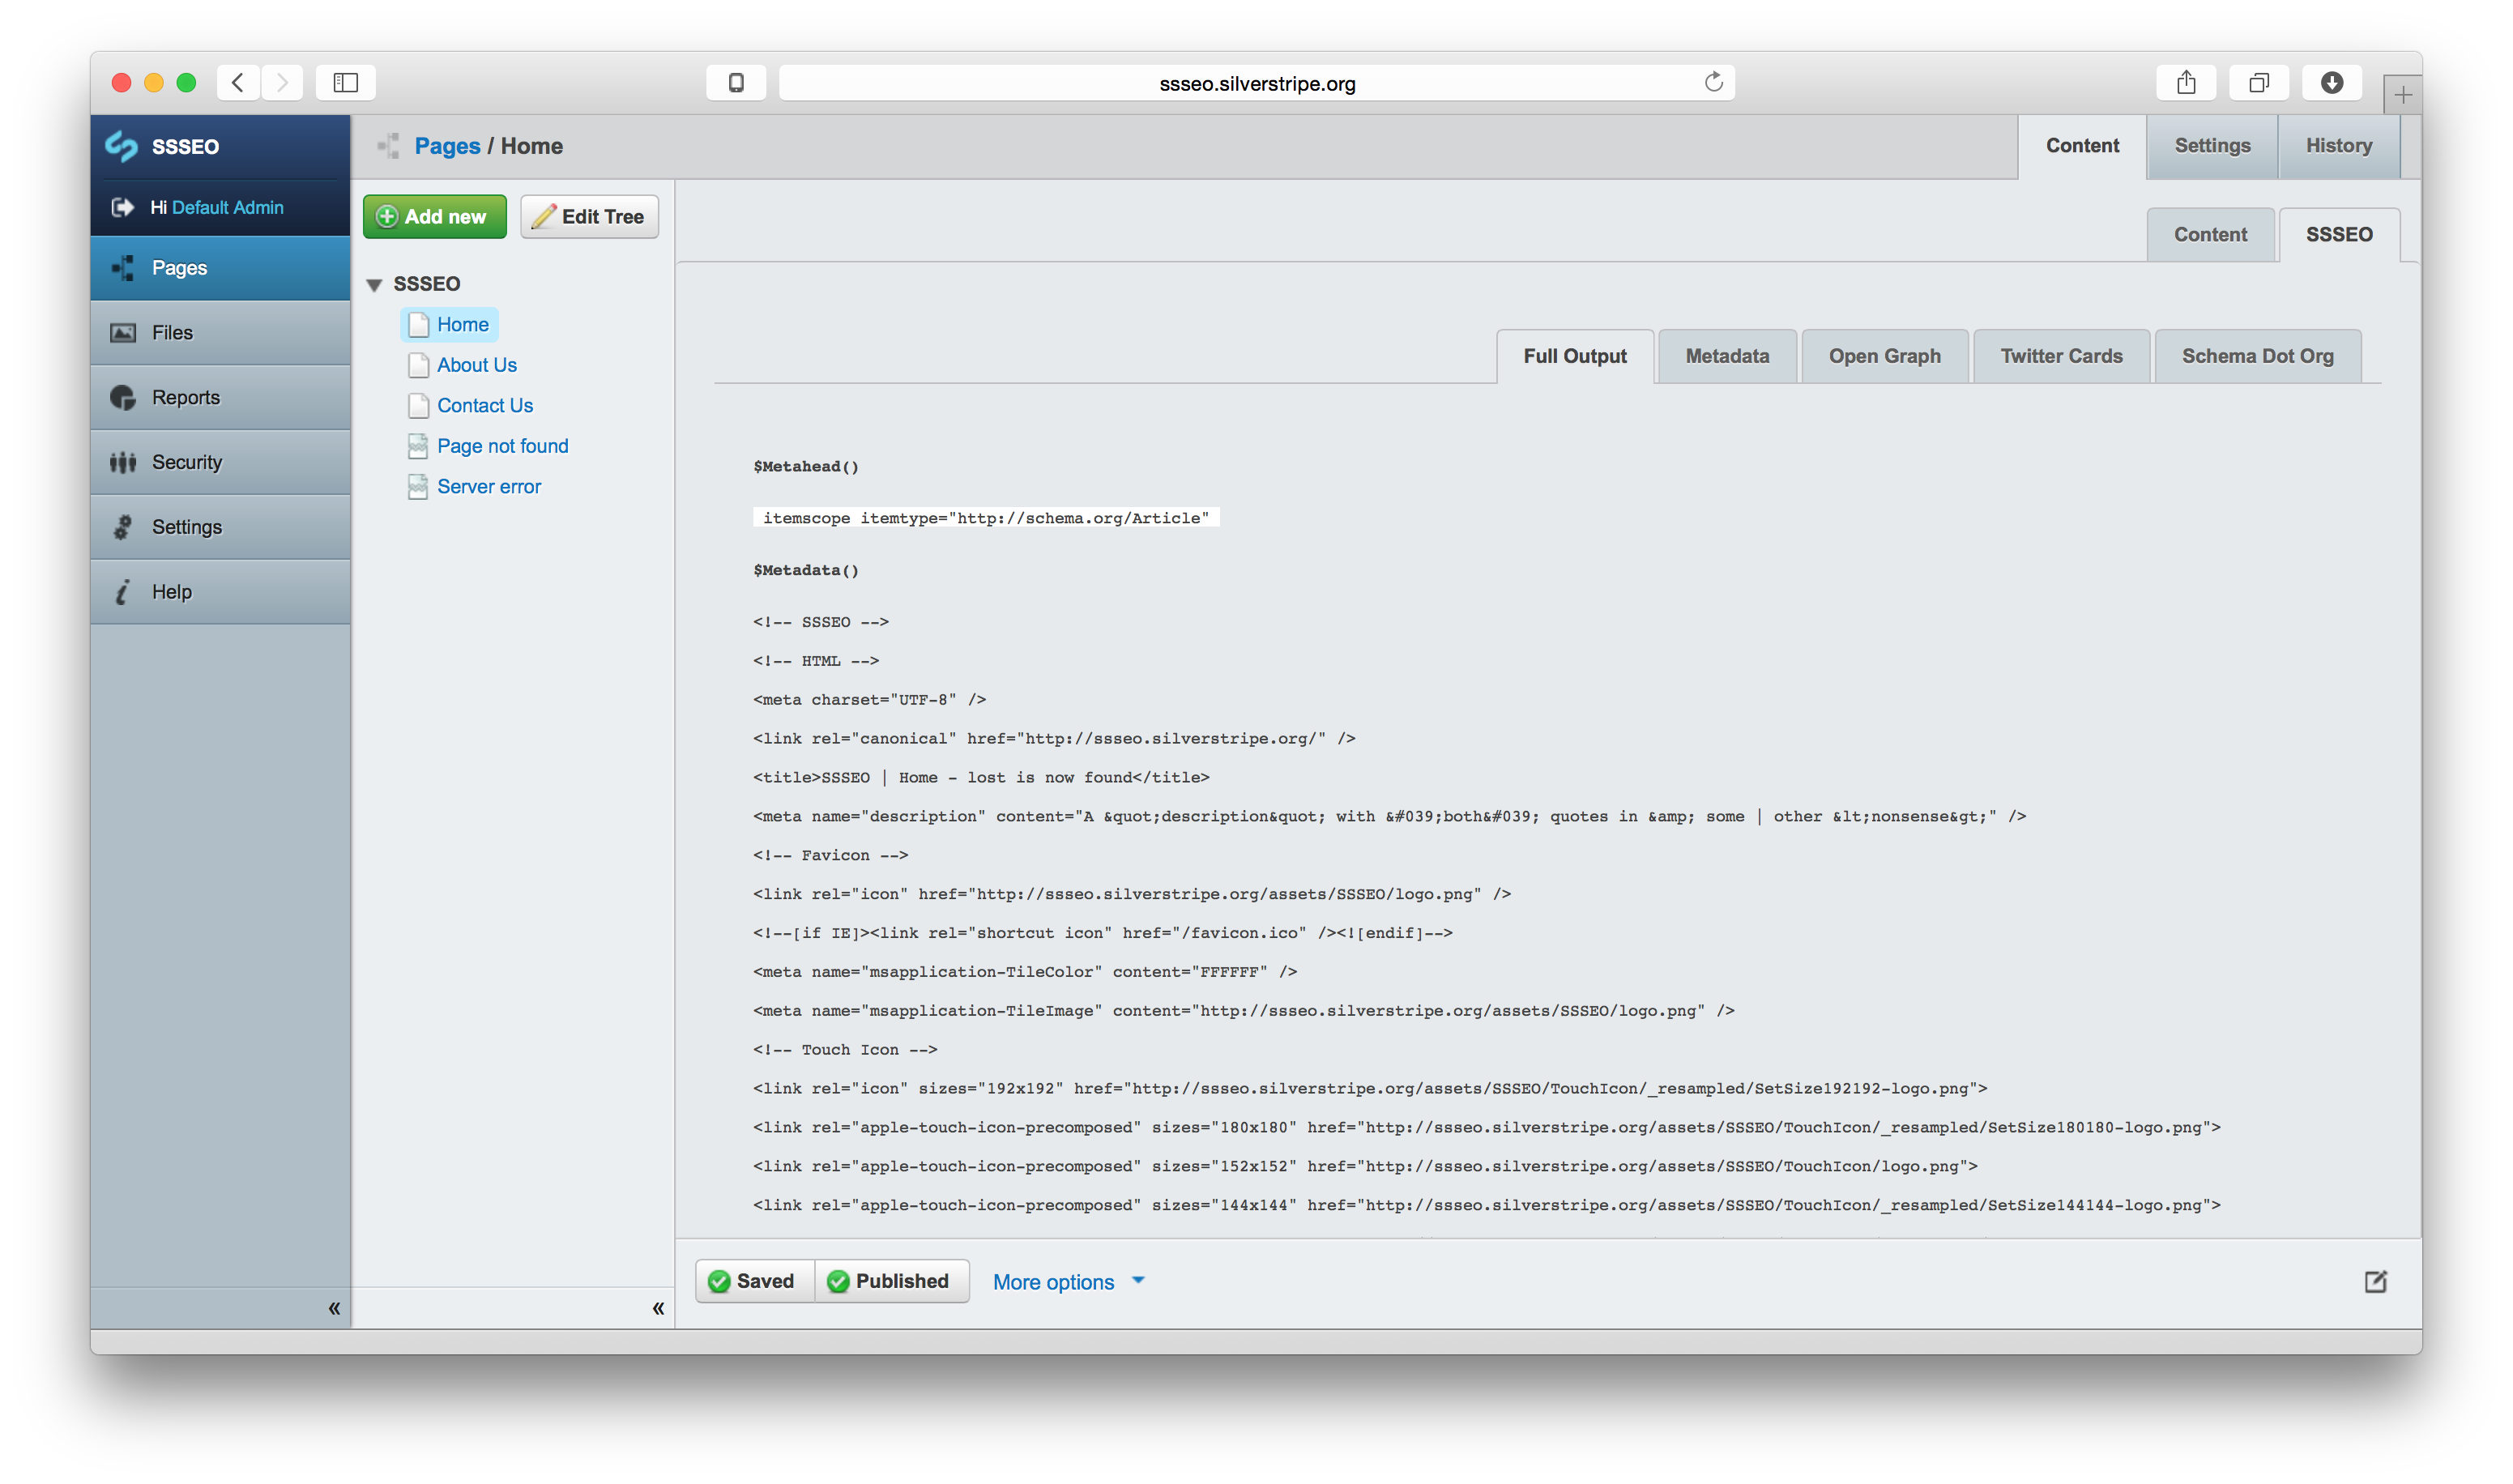 ssseo.silverstripe.org
SSSEO
Hi Default Admin
Pages
Files
Reports
Security
Settings
Help
«
Pages / Home
Content
Settings
History
Add new
Edit Tree
SSSEO
Home
About Us
Contact Us
Page not found
Server error
«
Content
SSSEO
Full Output
Metadata
Open Graph
Twitter Cards
Schema Dot Org
$Metahead()
itemscope itemtype="http://schema.org/Article"
$Metadata()
<!-- SSSEO -->
<!-- HTML -->
<meta charset="UTF-8" />
<link rel="canonical" href="http://ssseo.silverstripe.org/" />
<title>SSSEO | Home - lost is now found</title>
<meta name="description" content="A &quot;description&quot; with &#039;both&#039; quotes in &amp; some | other &lt;nonsense&gt;" />
<!-- Favicon -->
<link rel="icon" href="http://ssseo.silverstripe.org/assets/SSSEO/logo.png" />
<!--[if IE]><link rel="shortcut icon" href="/favicon.ico" /><![endif]-->
<meta name="msapplication-TileColor" content="FFFFFF" />
<meta name="msapplication-TileImage" content="http://ssseo.silverstripe.org/assets/SSSEO/logo.png" />
<!-- Touch Icon -->
<link rel="icon" sizes="192x192" href="http://ssseo.silverstripe.org/assets/SSSEO/TouchIcon/_resampled/SetSize192192-logo.png">
<link rel="apple-touch-icon-precomposed" sizes="180x180" href="http://ssseo.silverstripe.org/assets/SSSEO/TouchIcon/_resampled/SetSize180180-logo.png">
<link rel="apple-touch-icon-precomposed" sizes="152x152" href="http://ssseo.silverstripe.org/assets/SSSEO/TouchIcon/logo.png">
<link rel="apple-touch-icon-precomposed" sizes="144x144" href="http://ssseo.silverstripe.org/assets/SSSEO/TouchIcon/_resampled/SetSize144144-logo.png">
Saved
Published
More options